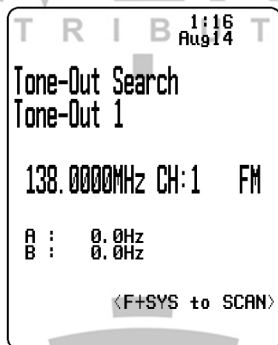 T R I B U T
1:16
Aug14
Tone-Out Search
Tone-Out 1
138.0000MHz CH:1 FM
A : 0.0Hz
B : 0.0Hz
<F+SYS to SCAN>